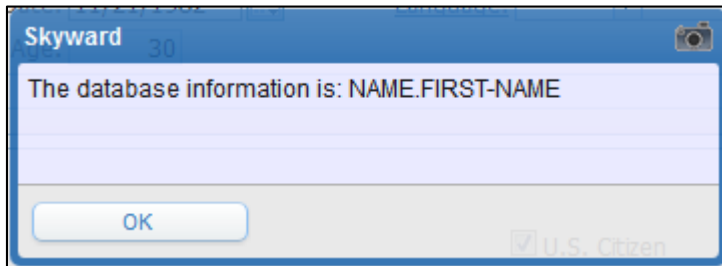 Skyward
Age: 30
The database information is: NAME.FIRST-NAME
OK
U.S. Citizen